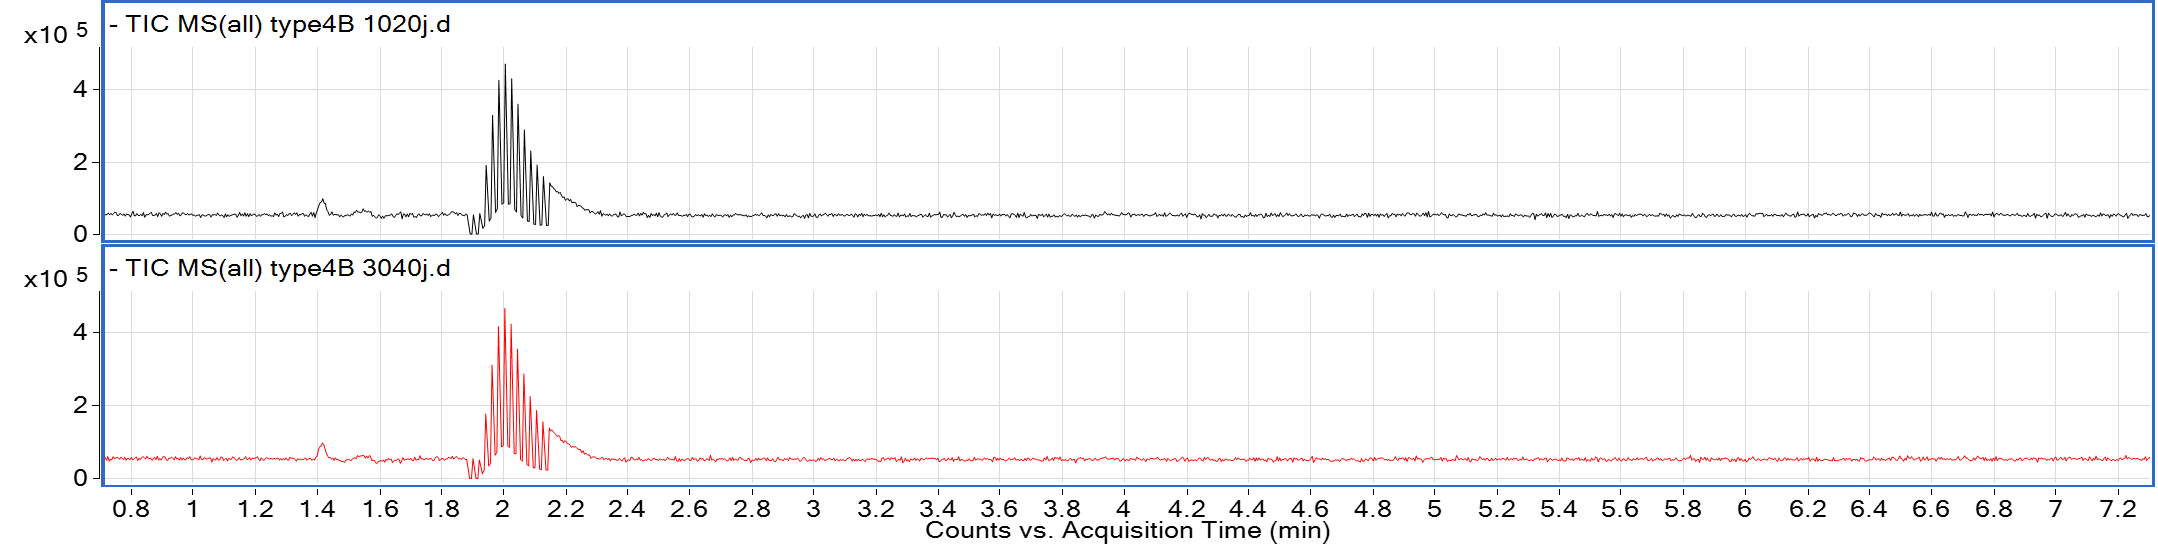 - TIC MS(all) type4B 1020j.d
x10 5
4
2
0
- TIC MS(all) type4B 3040j.d
x10 5
4
2
0
0.8 1 1.2 1.4 1.6 1.8 2 2.2 2.4 2.6 2.8 3 3.2 3.4 3.6 3.8 4 4.2 4.4 4.6 4.8 5 5.2 5.4 5.6 5.8 6 6.2 6.4 6.6 6.8 7 7.2
Counts vs. Acquisition Time (min)